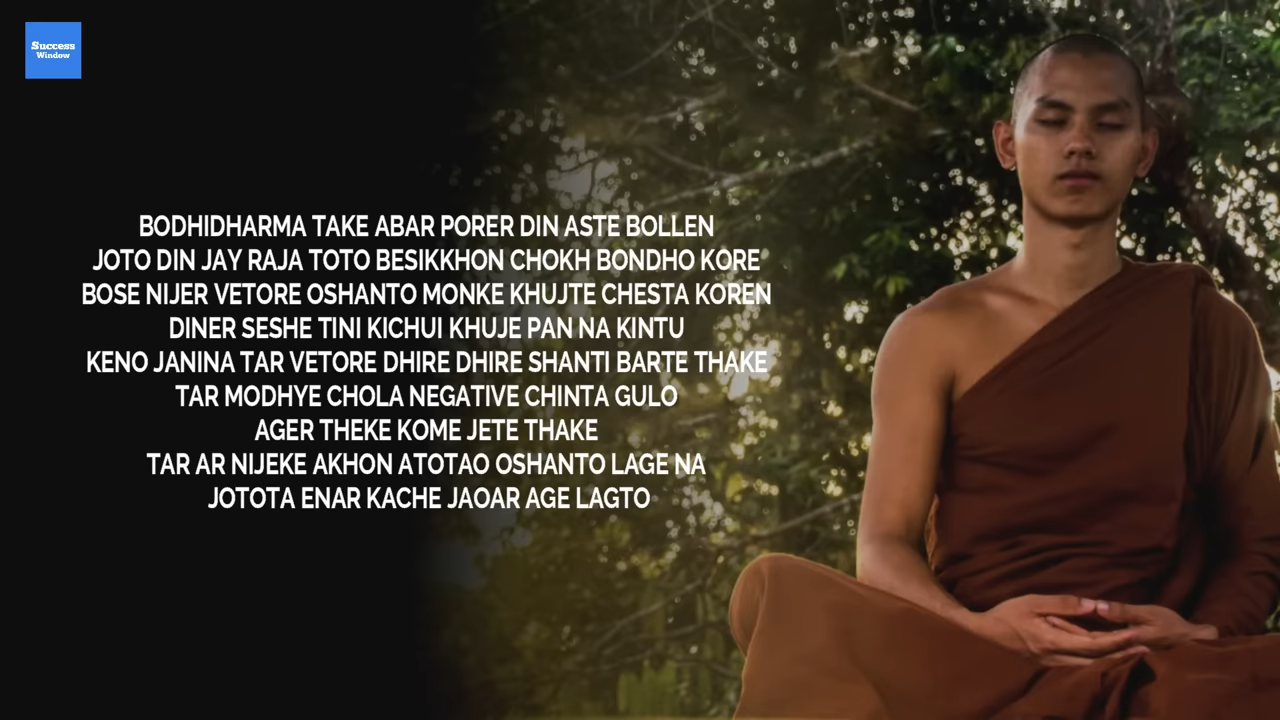 Success
Window
BODHIDHARMA TAKE ABAR PORER DIN ASTE BOLLEN
JOTO DIN JAY RAJA TOTO BESIKKHON CHOKH BONDHO KORE
BOSE NIJER VETORE OSHANTO MONKE KHUJTE CHESTA KOREN
DINER SESHE TINI KICHUI KHUJE PAN NA KINTU
KENO JANINA TAR VETORE DHIRE DHIRE SHANTI BARTE THAKE
TAR MODHYE CHOLA NEGATIVE CHINTA GULO
AGER THEKE KOME JETE THAKE
TAR AR NIJEKE AKHON ATOTAO OSHANTO LAGE NA
JOTOTA ENAR KACHE JAOAR AGE LAGTO